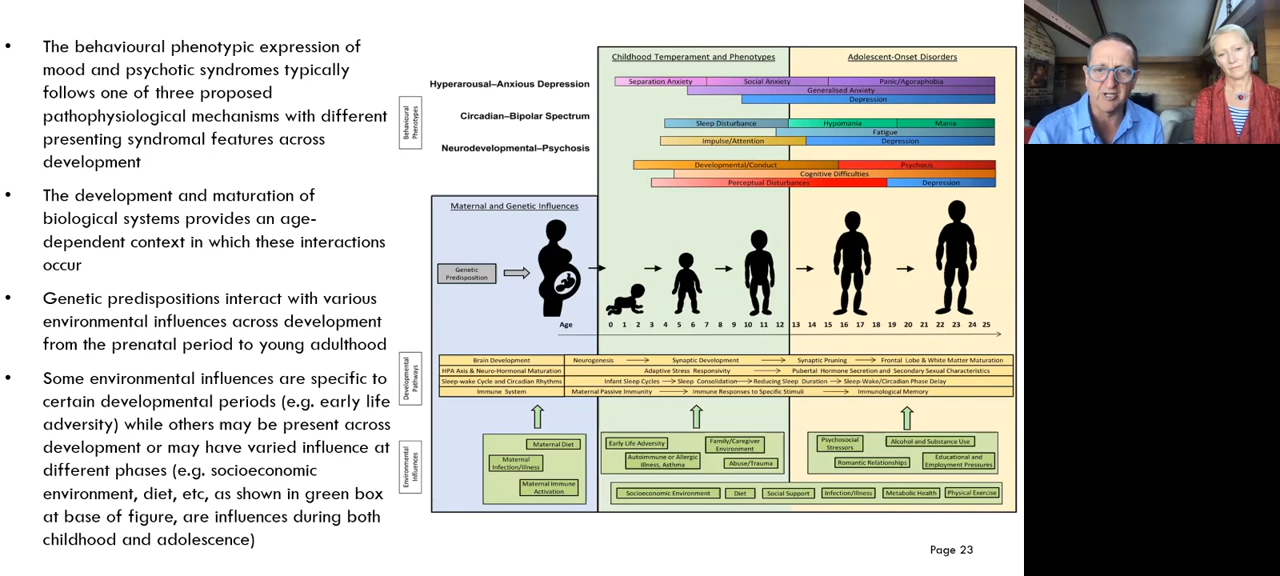 • The behavioural phenotypic expression of
mood and psychotic syndromes typically
follows one of three proposed
pathophysiological mechanisms with different
presenting syndromal features across
development
• The development and maturation of
biological systems provides an age-
dependent context in which these interactions
occur
• Genetic predispositions interact with various
environmental influences across development
from the prenatal period to young adulthood
• Some environmental influences are specific to
certain developmental periods (e.g. early life
adversity) while others may be present across
development or may have varied influence at
different phases (e.g. socioeconomic
environment, diet, etc, as shown in green box
at base of figure, are influences during both
childhood and adolescence)
Childhood Temperament and Phenotypes
Adolescent-Onset Disorders
Behavioural
Phenotypes
Hyperarousal–Anxious Depression
Separation Anxiety
Social Anxiety
Panic/Agoraphobia
Generalised Anxiety
Depression
Circadian–Bipolar Spectrum
Sleep Disturbance
Hypomania
Mania
Fatigue
Impulse/Attention
Depression
Neurodevelopmental–Psychosis
Developmental/Conduct
Psychosis
Cognitive Difficulties
Perceptual Disturbances
Depression
Maternal and Genetic Influences
Genetic
Predisposition
Age 0 1 2 3 4 5 6 7 8 9 10 11 12 13 14 15 16 17 18 19 20 21 22 23 24 25
Developmental
Pathways
Brain Development Neurogenesis Synaptic Development Synaptic Pruning Frontal Lobe & White Matter Maturation
HPA Axis & Neuro-Hormonal Maturation Adaptive Stress Responsivity Pubertal Hormone Secretion and Secondary Sexual Characteristics
Sleep-wake Cycle and Circadian Rhythms Infant Sleep Cycles Sleep Consolidation Reducing Sleep Duration Sleep-Wake/Circadian Phase Delay
Immune System Maternal Passive Immunity Immune Responses to Specific Stimuli Immunological Memory
Environmental
Influences
Maternal Diet
Maternal
Infection/Illness
Maternal Immune
Activation
Early Life Adversity
Family/Caregiver
Environment
Autoimmune or Allergic
Illness, Asthma
Abuse/Trauma
Psychosocial
Stressors
Alcohol and Substance Use
Romantic Relationships
Educational and
Employment Pressures
Socioeconomic Environment
Diet
Social Support
Infection/Illness
Metabolic Health
Physical Exercise
Page 23